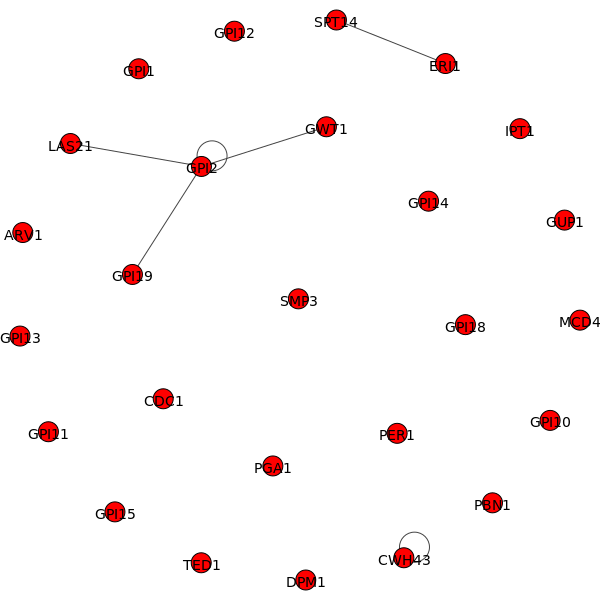 SPT14
GPI12
ERI1
GPI1
GWT1
IPT1
LAS21
GPI2
GPI14
GUP1
ARV1
GPI19
SMP3
MCD4
GPI18
GPI13
CDC1
GPI10
GPI11
PER1
PGA1
PBN1
GPI15
CWH43
TED1
DPM1